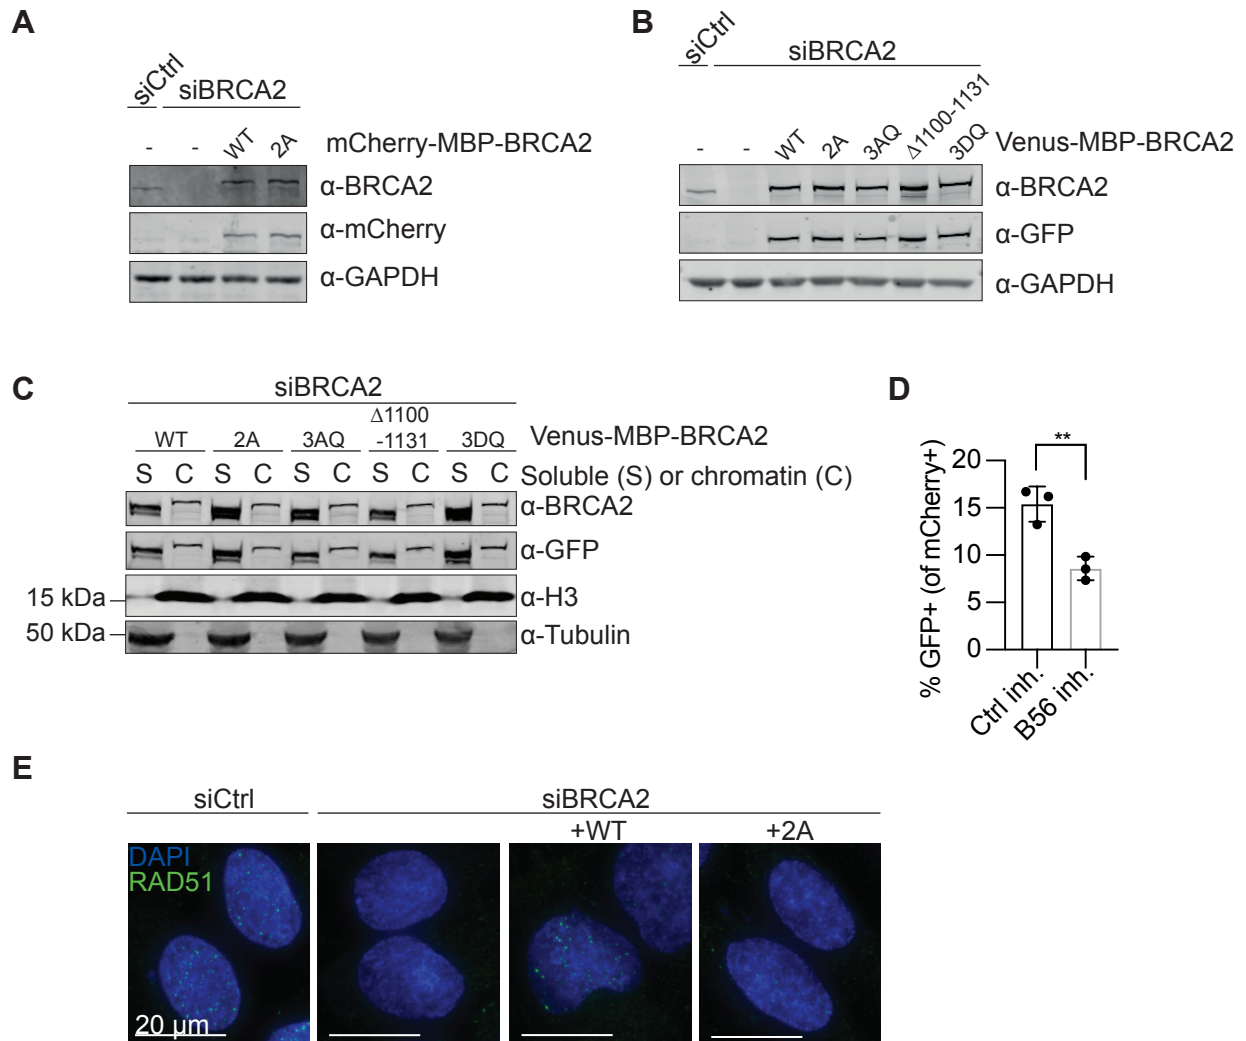 A
siCtrl
siBRCA2
-
-
WT
2A
mCherry-MBP-BRCA2
α-BRCA2
α-mCherry
α-GAPDH
B
siCtrl
siBRCA2
-
-
WT
2A
3AQ
Δ1100-1131
3DQ
Venus-MBP-BRCA2
α-BRCA2
α-GFP
α-GAPDH
C
siBRCA2
WT
2A
3AQ
Δ1100
-1131
3DQ
Venus-MBP-BRCA2
S C S C S C S C S C
Soluble (S) or chromatin (C)
α-BRCA2
α-GFP
15 kDa
α-H3
50 kDa
α-Tubulin
D
% GFP+ (of mCherry+)
**
20
15
10
5
0
Ctrl inh.
B56 inh.
E
siCtrl
siBRCA2
+WT
+2A
DAPI
RAD51
20 μm